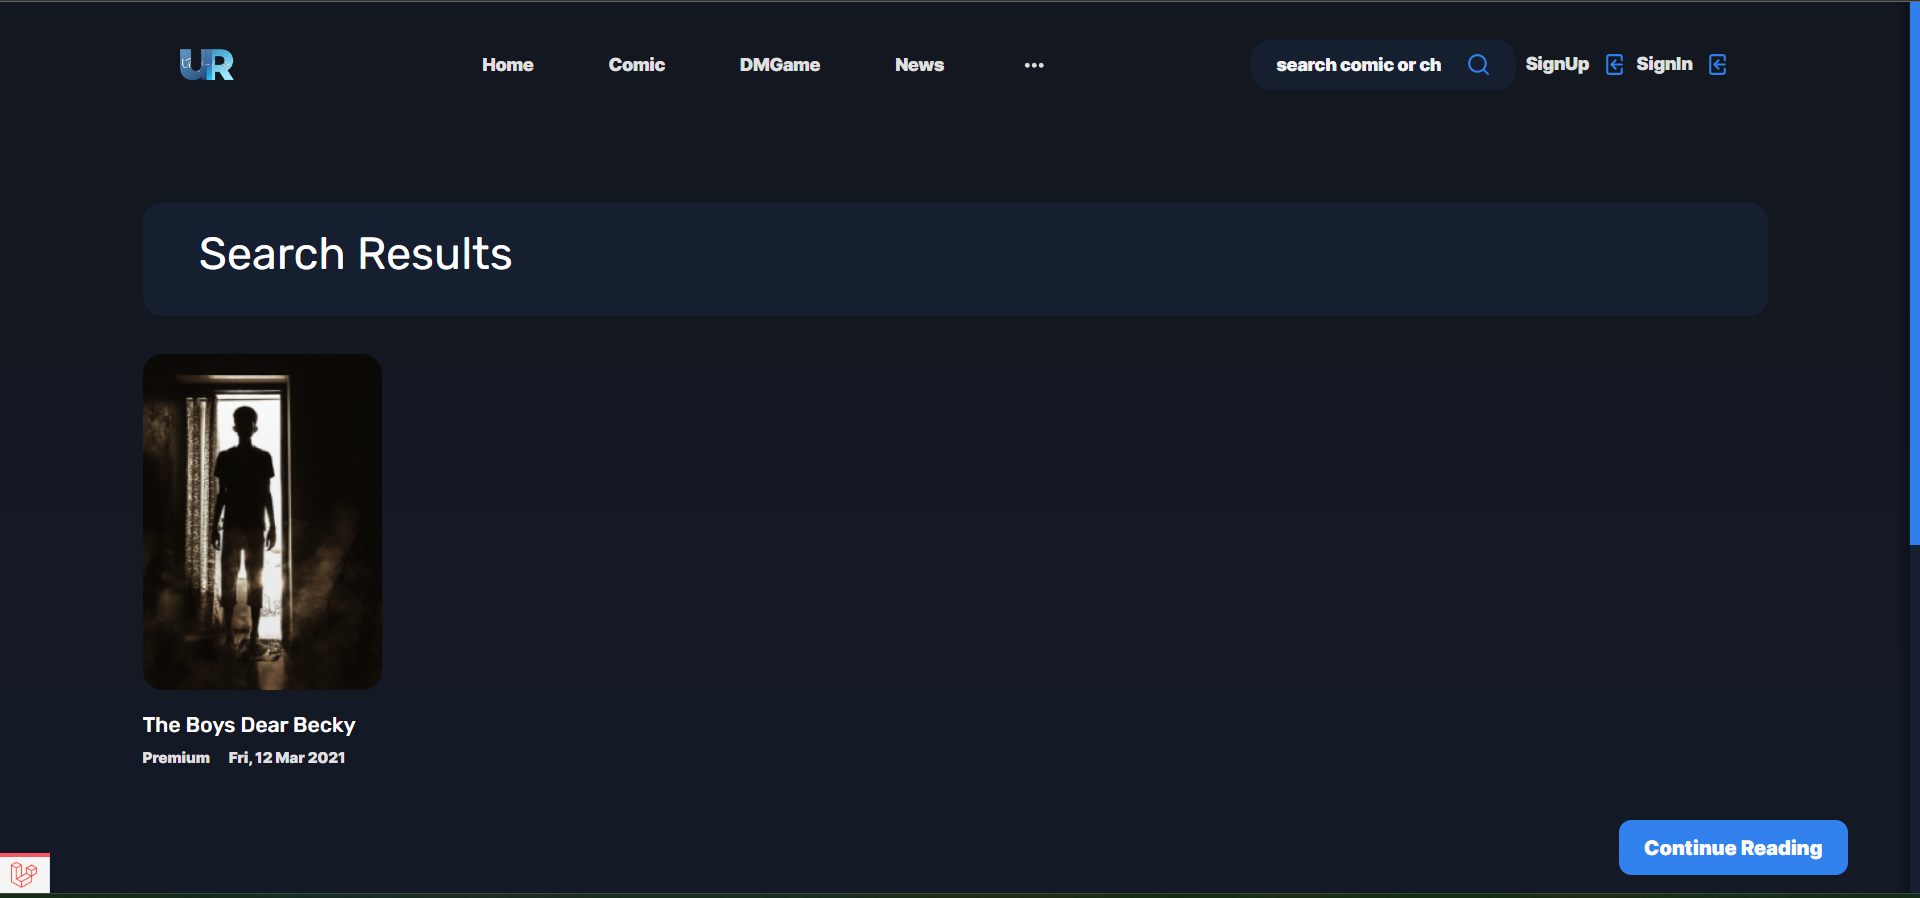 UR
Home Comic DMGame News •••
search comic or ch
SignUp SignIn
Search Results
The Boys Dear Becky
Premium Fri, 12 Mar 2021
Continue Reading